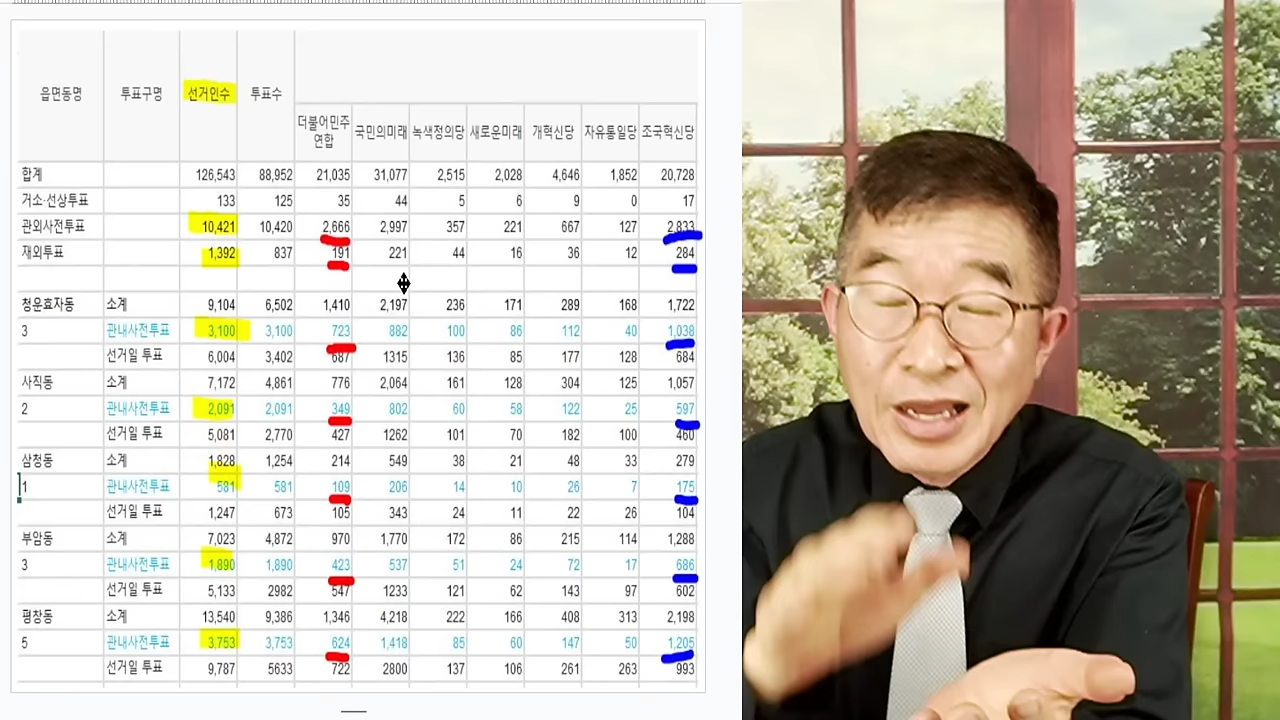 읍면동명 투표구명 선거인수 투표수
더불어민주연합 국민의미래 녹색정의당 새로운미래 개혁신당 자유통일당 조국혁신당
합계 126,543 88,952 21,035 31,077 2,515 2,028 4,646 1,852 20,728
거소·선상투표 133 125 35 44 5 6 9 0 17
관외사전투표 10,421 10,420 2,666 2,997 357 221 667 127 2,833
재외투표 1,392 837 191 221 44 16 36 12 284
청운효자동 소계 9,104 6,502 1,410 2,197 236 171 289 168 1,722
3 관내사전투표 3,100 3,100 723 882 100 86 112 40 1,038
선거일 투표 6,004 3,402 687 1315 136 85 177 128 684
사직동 소계 7,172 4,861 776 2,064 161 128 304 125 1,057
2 관내사전투표 2,091 2,091 349 802 60 58 122 25 597
선거일 투표 5,081 2,770 427 1262 101 70 182 100 460
삼청동 소계 1,828 1,254 214 549 38 21 48 33 279
1 관내사전투표 581 581 109 206 14 10 26 7 175
선거일 투표 1,247 673 105 343 24 11 22 26 104
부암동 소계 7,023 4,872 970 1,770 172 86 215 114 1,288
3 관내사전투표 1,890 1,890 423 537 51 24 72 17 686
선거일 투표 5,133 2982 547 1233 121 62 143 97 602
평창동 소계 13,540 9,386 1,346 4,218 222 166 408 313 2,198
5 관내사전투표 3,753 3,753 624 1,418 85 60 147 50 1,205
선거일 투표 9,787 5633 722 2800 137 106 261 263 993